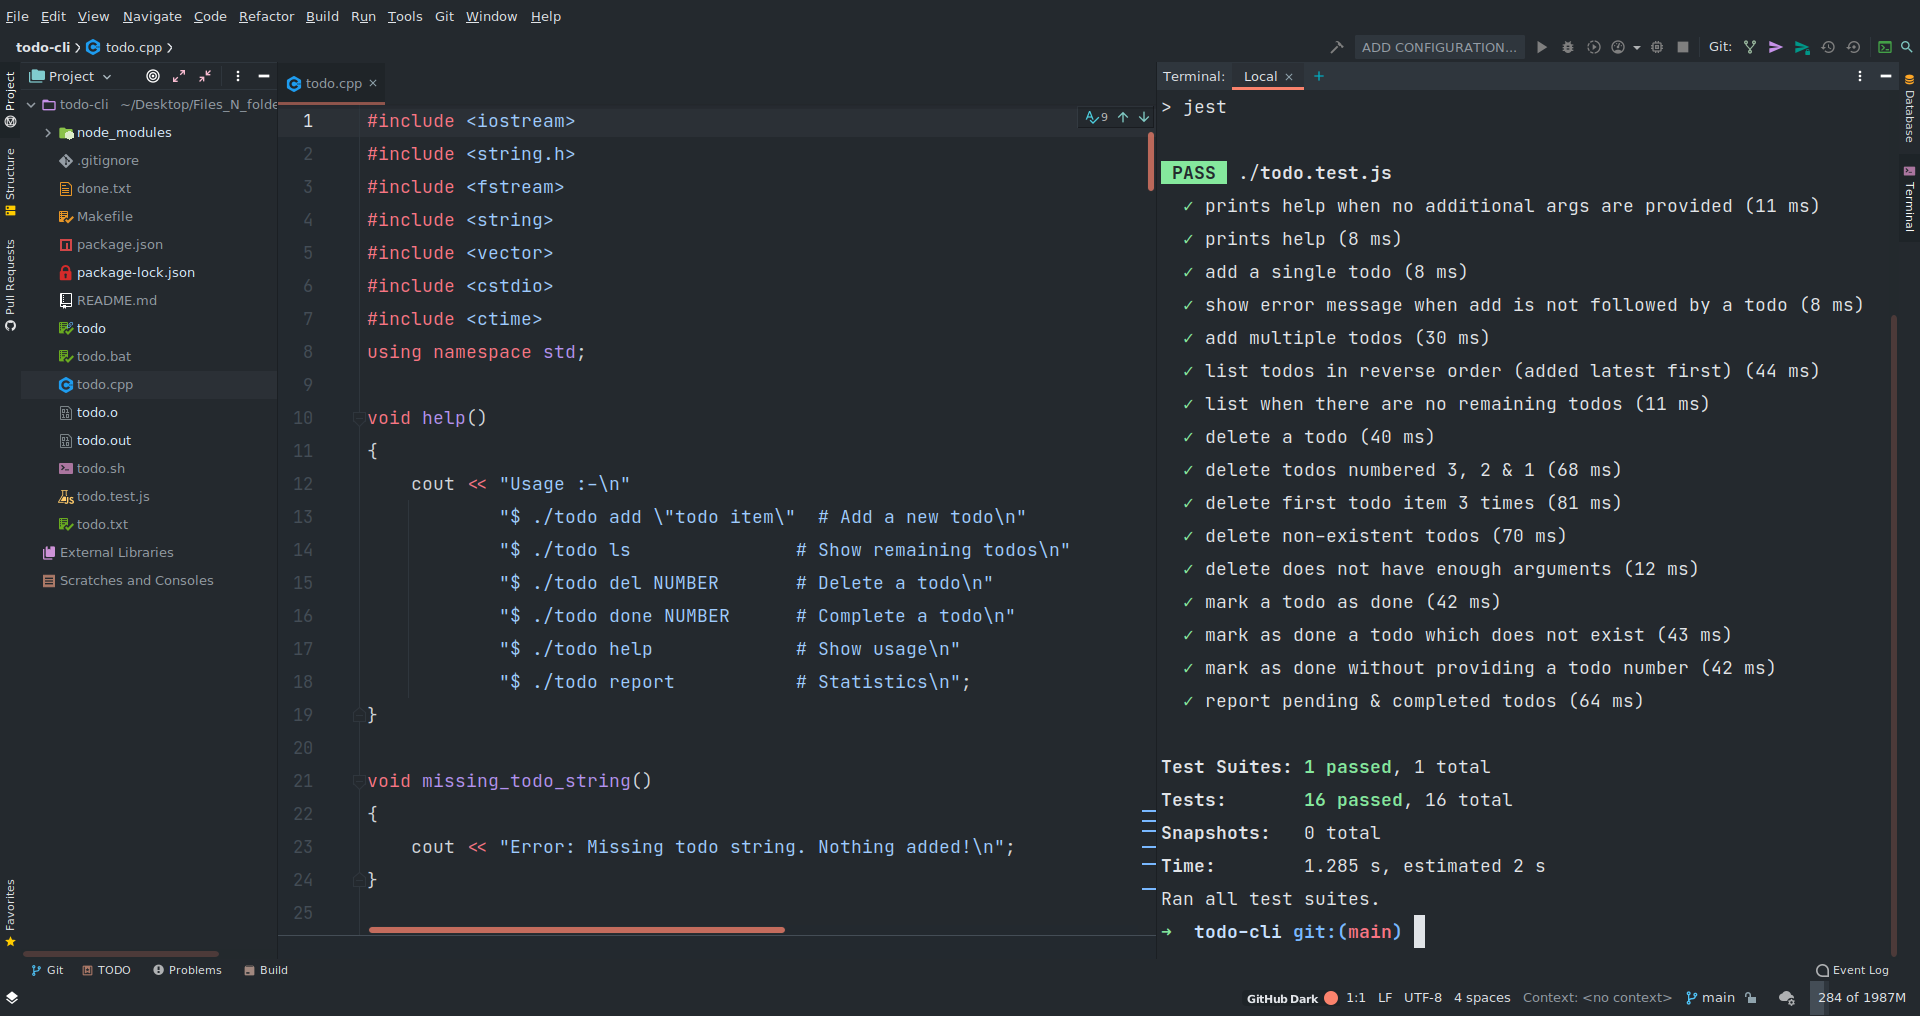 File Edit View Navigate Code Refactor Build Run Tools Git Window Help
todo-cli todo.cpp
ADD CONFIGURATION... Git:
Project
todo-cli ~/Desktop/Files_N_folde
node_modules
.gitignore
done.txt
Makefile
package.json
package-lock.json
README.md
todo
todo.bat
todo.cpp
todo.o
todo.out
todo.sh
todo.test.js
todo.txt
External Libraries
Scratches and Consoles
Project
Structure
Pull Requests
Favorites
todo.cpp
9
1 #include <iostream>
2 #include <string.h>
3 #include <fstream>
4 #include <string>
5 #include <vector>
6 #include <cstdio>
7 #include <ctime>
8 using namespace std;
9
10 void help()
11 {
12 cout << "Usage :-\n"
13 "$ ./todo add \"todo item\" # Add a new todo\n"
14 "$ ./todo ls # Show remaining todos\n"
15 "$ ./todo del NUMBER # Delete a todo\n"
16 "$ ./todo done NUMBER # Complete a todo\n"
17 "$ ./todo help # Show usage\n"
18 "$ ./todo report # Statistics\n";
19 }
20
21 void missing_todo_string()
22 {
23 cout << "Error: Missing todo string. Nothing added!\n";
24 }
25
Terminal: Local
> jest
PASS ./todo.test.js
✓ prints help when no additional args are provided (11 ms)
✓ prints help (8 ms)
✓ add a single todo (8 ms)
✓ show error message when add is not followed by a todo (8 ms)
✓ add multiple todos (30 ms)
✓ list todos in reverse order (added latest first) (44 ms)
✓ list when there are no remaining todos (11 ms)
✓ delete a todo (40 ms)
✓ delete todos numbered 3, 2 & 1 (68 ms)
✓ delete first todo item 3 times (81 ms)
✓ delete non-existent todos (70 ms)
✓ delete does not have enough arguments (12 ms)
✓ mark a todo as done (42 ms)
✓ mark as done a todo which does not exist (43 ms)
✓ mark as done without providing a todo number (42 ms)
✓ report pending & completed todos (64 ms)
Test Suites: 1 passed, 1 total
Tests: 16 passed, 16 total
Snapshots: 0 total
Time: 1.285 s, estimated 2 s
Ran all test suites.
➜ todo-cli git:(main)
Database
Terminal
Git TODO Problems Build
Event Log
GitHub Dark 1:1 LF UTF-8 4 spaces Context: <no context> main 284 of 1987M